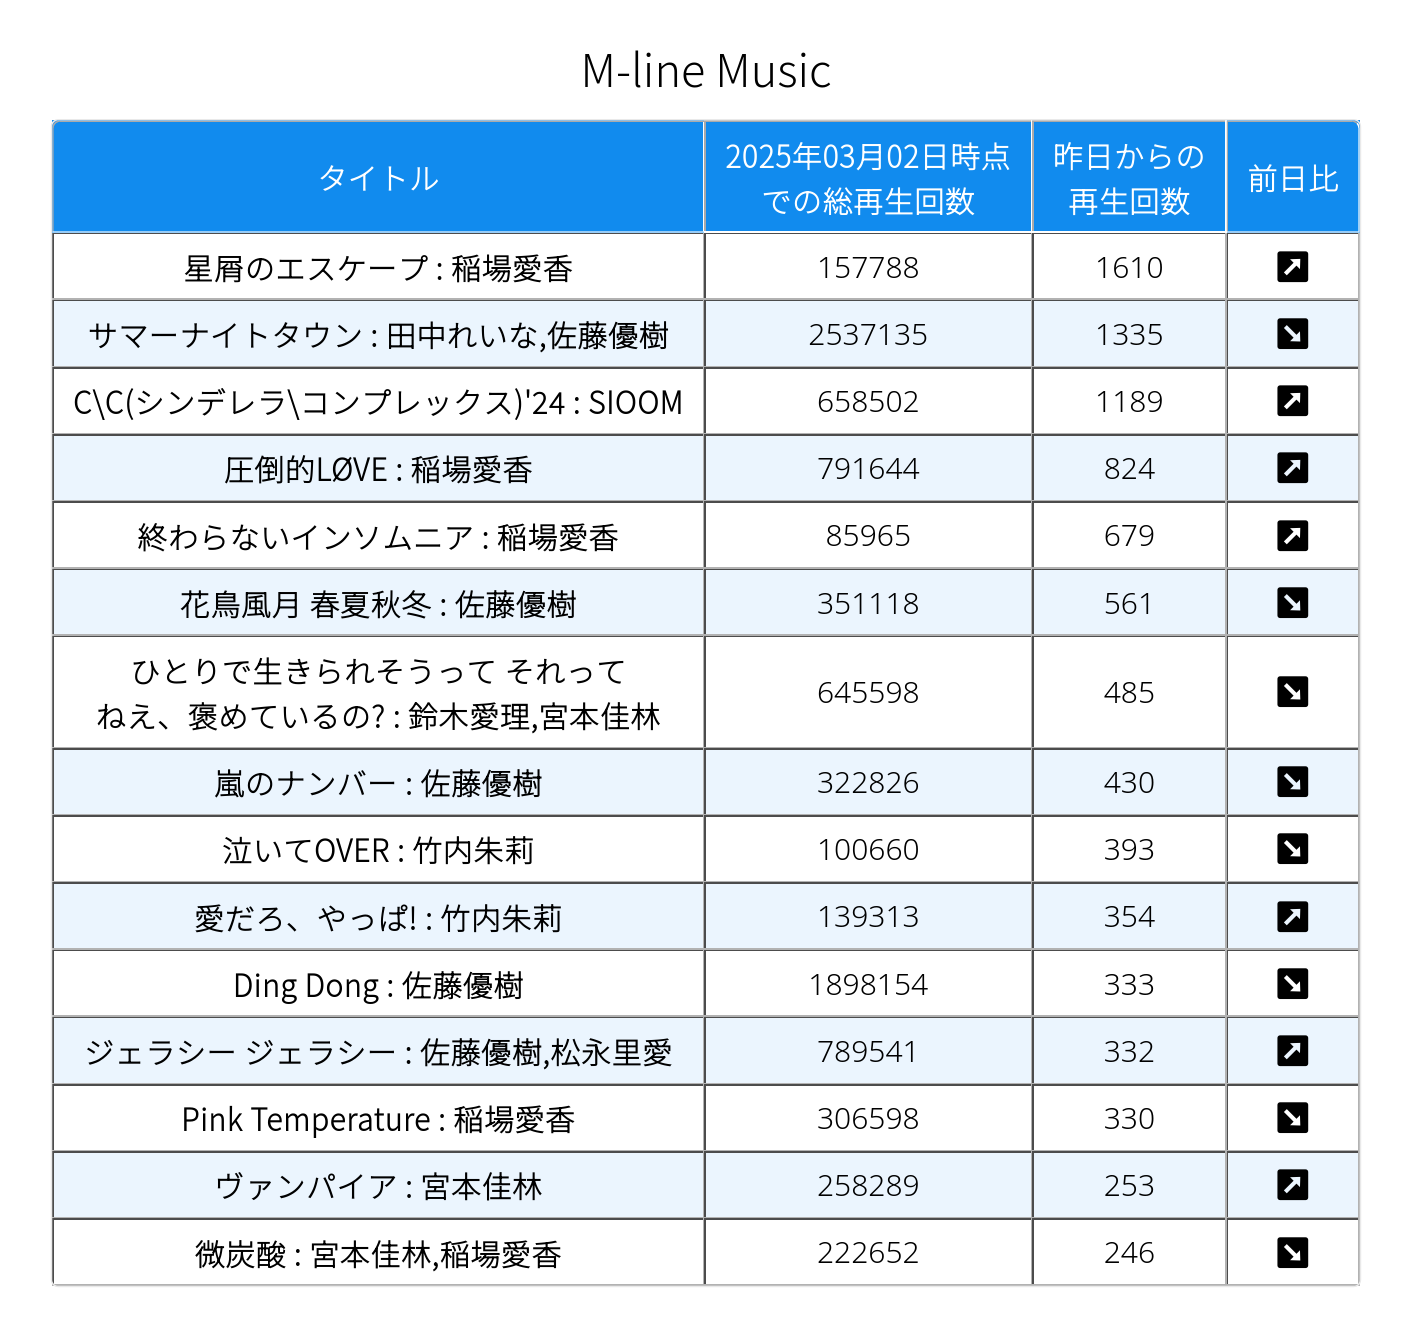 M-line Music
タイトル
2025年03月02日時点
での総再生回数
昨日からの
再生回数
前日比
星屑のエスケープ : 稲場愛香 157788 1610 ↗
サマーナイトタウン : 田中れいな,佐藤優樹 2537135 1335 ↘
C\C(シンデレラ\コンプレックス)'24 : SIOOM 658502 1189 ↗
圧倒的LØVE : 稲場愛香 791644 824 ↗
終わらないインソムニア : 稲場愛香 85965 679 ↗
花鳥風月 春夏秋冬 : 佐藤優樹 351118 561 ↘
ひとりで生きられそうって それって
ねえ、褒めているの? : 鈴木愛理,宮本佳林 645598 485 ↘
嵐のナンバー : 佐藤優樹 322826 430 ↘
泣いてOVER : 竹内朱莉 100660 393 ↘
愛だろ、やっぱ! : 竹内朱莉 139313 354 ↗
Ding Dong : 佐藤優樹 1898154 333 ↘
ジェラシー ジェラシー : 佐藤優樹,松永里愛 789541 332 ↗
Pink Temperature : 稲場愛香 306598 330 ↘
ヴァンパイア : 宮本佳林 258289 253 ↗
微炭酸 : 宮本佳林,稲場愛香 222652 246 ↘